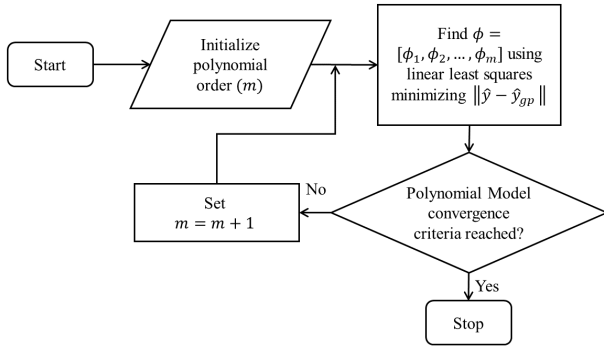 Start
Initialize
polynomial
order (m)
Find ϕ =
[ϕ₁, ϕ₂, … , ϕₘ] using
linear least squares
minimizing ‖ŷ − ŷ_gp‖
Polynomial Model
convergence
criteria reached?
No
Set
m = m + 1
Yes
Stop